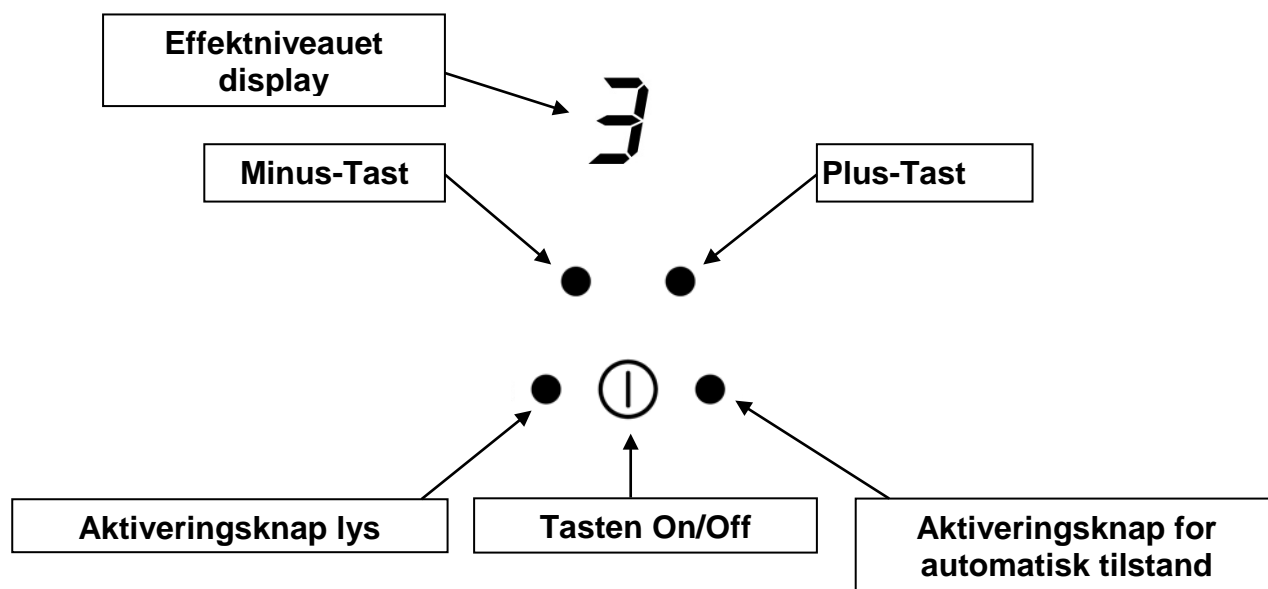 Effektniveauet
display
3
Minus-Tast
Plus-Tast
Aktiveringsknap lys
Tasten On/Off
Aktiveringsknap for
automatisk tilstand